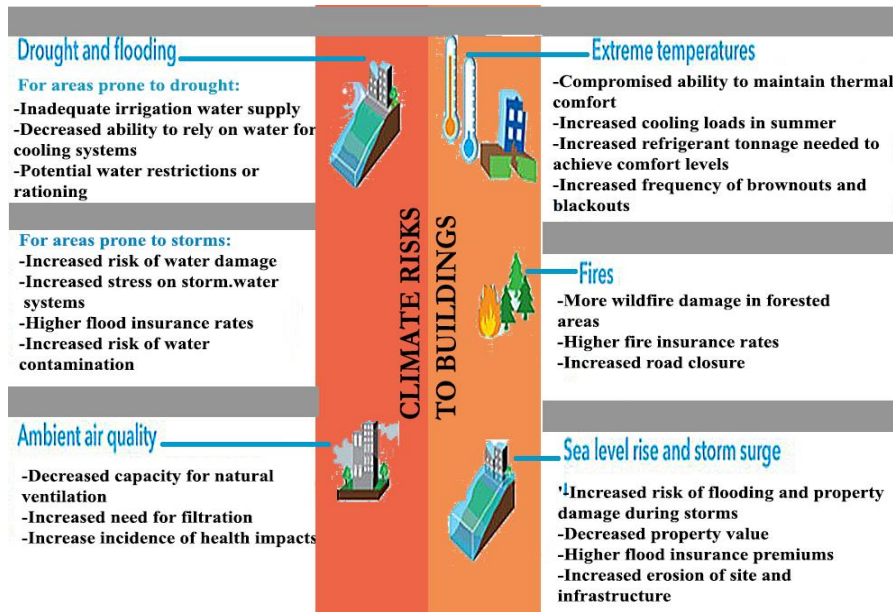 Drought and flooding
For areas prone to drought:
-Inadequate irrigation water supply
-Decreased ability to rely on water for
cooling systems
-Potential water restrictions or
rationing
For areas prone to storms:
-Increased risk of water damage
-Increased stress on storm.water
systems
-Higher flood insurance rates
-Increased risk of water
contamination
Ambient air quality
-Decreased capacity for natural
ventilation
-Increased need for filtration
-Increase incidence of health impacts
CLIMATE RISKS
TO BUILDINGS
Extreme temperatures
-Compromised ability to maintain thermal
comfort
-Increased cooling loads in summer
-Increased refrigerant tonnage needed to
achieve comfort levels
-Increased frequency of brownouts and
blackouts
Fires
-More wildfire damage in forested
areas
-Higher fire insurance rates
-Increased road closure
Sea level rise and storm surge
'-Increased risk of flooding and property
damage during storms
-Decreased property value
-Higher flood insurance premiums
-Increased erosion of site and
infrastructure